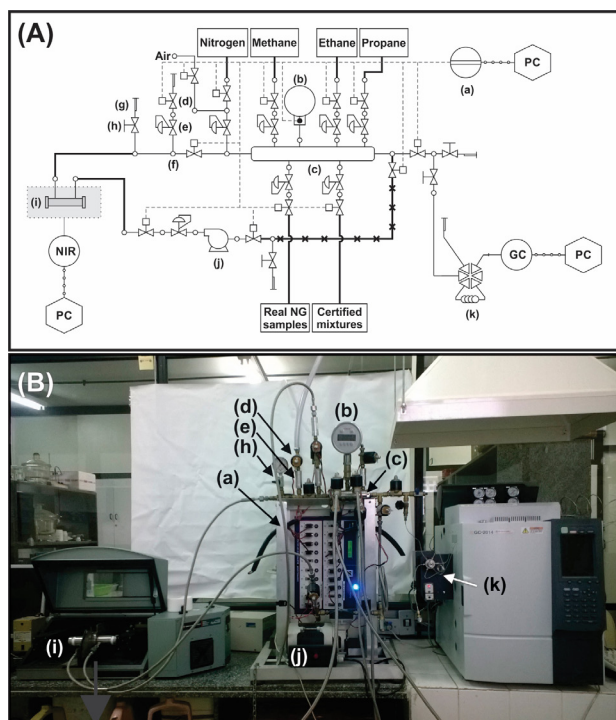 (A)
Nitrogen
Methane
Ethane
Propane
Air
(b)
(a)
PC
(g)
(d)
(h)
(e)
(f)
(c)
(i)
NIR
(j)
GC
PC
(k)
PC
Real NG
samples
Certified
mixtures
(B)
(d)
(b)
(e)
(h)
(c)
(a)
(k)
(i)
(j)